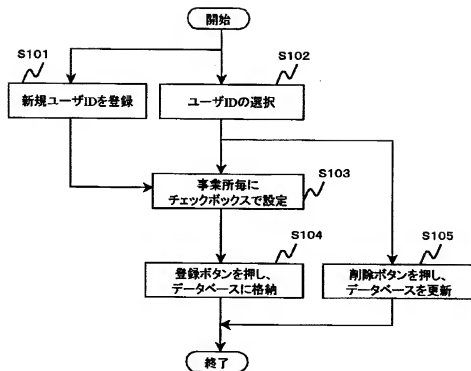 開始
S101
S102
新規ユーザIDを登録
ユーザIDの選択
事業所毎に
チェックボックスで設定
S103
S104
S105
登録ボタンを押し、
データベースに格納
削除ボタンを押し、
データベースを更新
終了